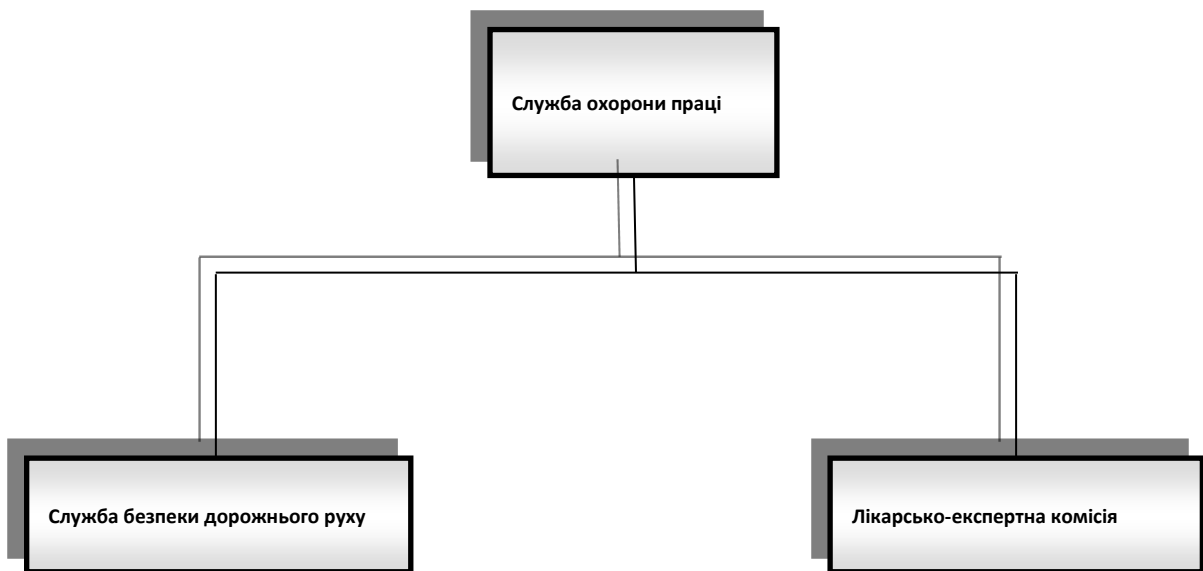 Служба охорони праці
Служба безпеки дорожнього руху
Лікарсько-експертна комісія